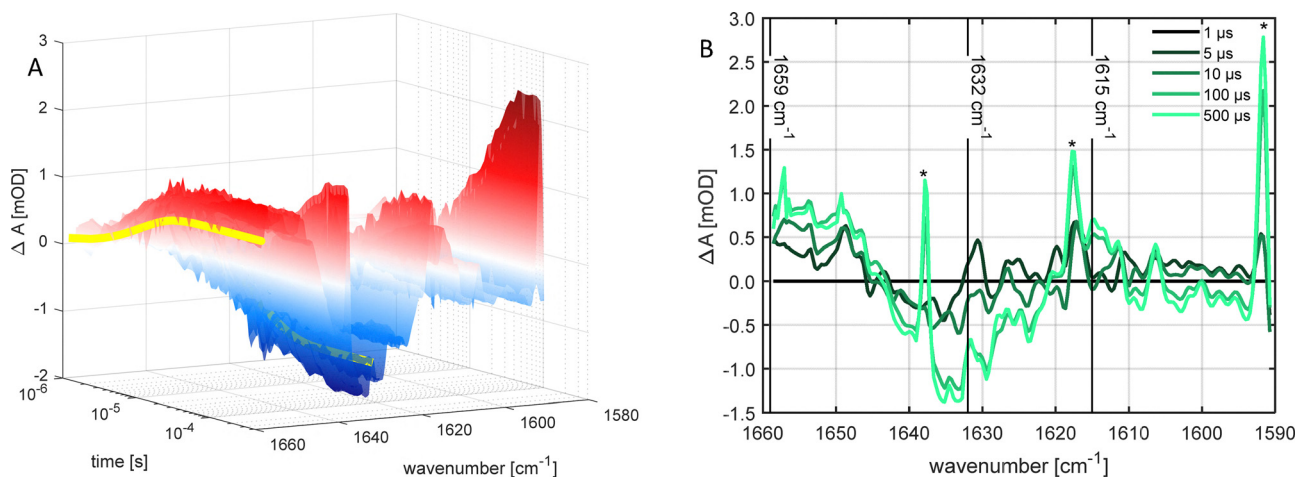 A
3
2
1
0
-1
-2
Δ A [mOD]
10-6
10-5
10-4
time [s]
1660
1640
1620
1600
1580
wavenumber [cm-1]
B
3.0
2.5
2.0
1.5
1.0
0.5
0.0
-0.5
-1.0
-1.5
ΔA [mOD]
1659 cm-1
1632 cm-1
1615 cm-1
*
*
*
1 µs
5 µs
10 µs
100 µs
500 µs
1660
1650
1640
1630
1620
1610
1600
1590
wavenumber [cm-1]